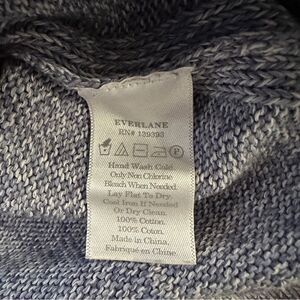 EVERLANE
RN# 139393
Hand Wash Cold
Only Non Chlorine
Bleach When Needed.
Lay Flat To Dry.
Cool Iron If Needed
Or Dry Clean.
100% Cotton.
100% Coton.
Made in China.
Fabriqué en Chine.